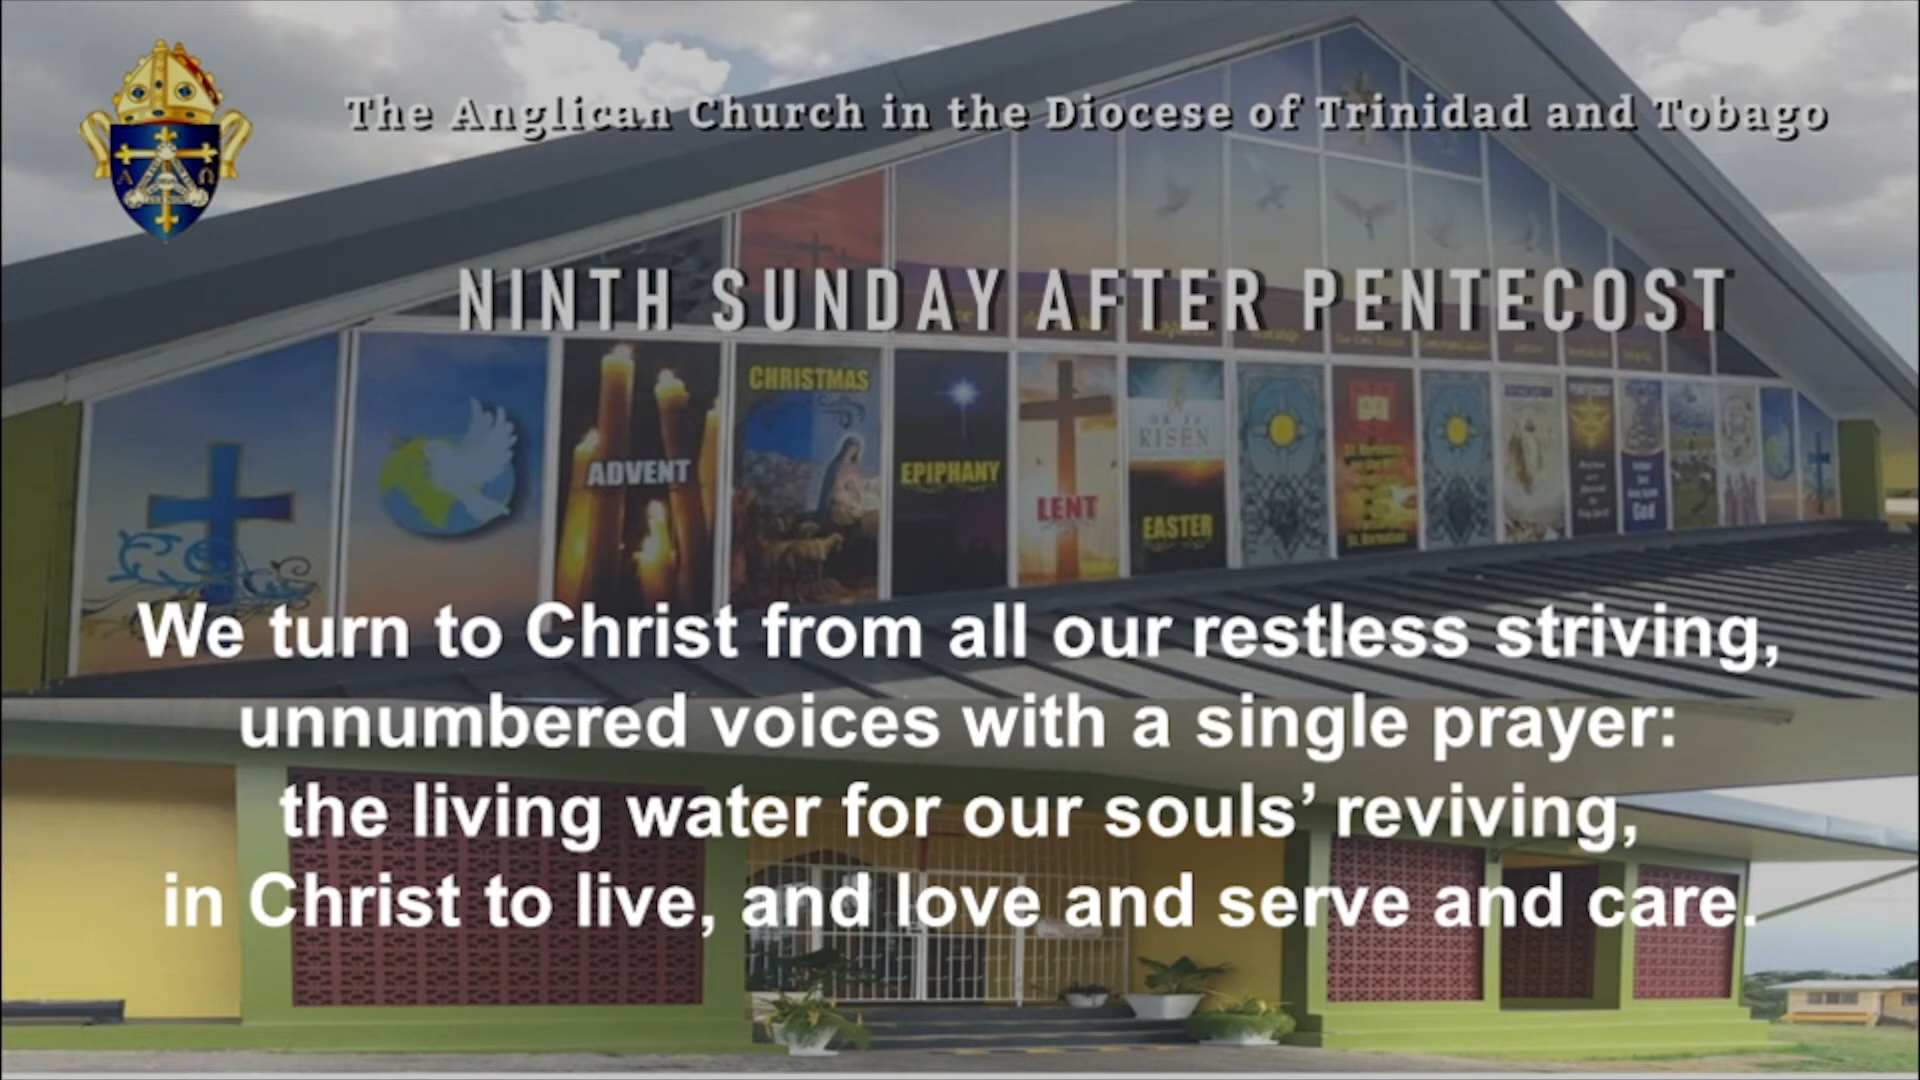 The Anglican Church in the Diocese of Trinidad and Tobago
NINTH SUNDAY AFTER PENTECOST
CHRISTMAS
ADVENT
EPIPHANY
LENT
RISEN
EASTER
God
We turn to Christ from all our restless striving,
unnumbered voices with a single prayer:
the living water for our souls’ reviving,
in Christ to live, and love and serve and care.